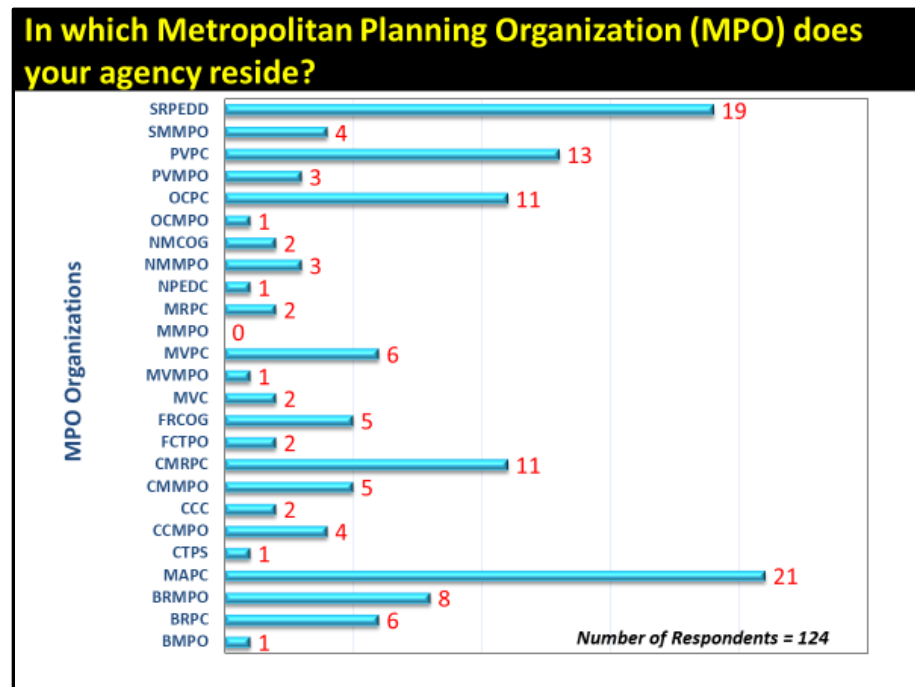 In which Metropolitan Planning Organization (MPO) does
your agency reside?
MPO Organizations
SRPEDD 19
SMMPO 4
PVPC 13
PVMPO 3
OCPC 11
OCMPO 1
NMCOG 2
NMMPO 3
NPEDC 1
MRPC 2
MMPO 0
MVPC 6
MVMPO 1
MVC 2
FRCOG 5
FCTPO 2
CMRPC 11
CMMPO 5
CCC 2
CCMPO 4
CTPS 1
MAPC 21
BRMPO 8
BRPC 6
BMPO 1
Number of Respondents = 124